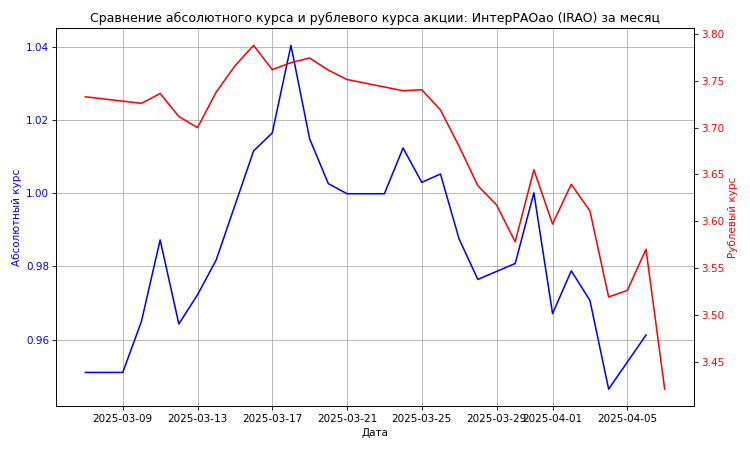 Сравнение абсолютного курса и рублевого курса акции: ИнтерРАОао (IRAO) за месяц
1.04
1.02
1.00
0.98
0.96
Абсолютный курс
3.80
3.75
3.70
3.65
3.60
3.55
3.50
3.45
Рублевый курс
2025-03-09 2025-03-13 2025-03-17 2025-03-21 2025-03-25 2025-03-29 2025-04-01 2025-04-05
Дата